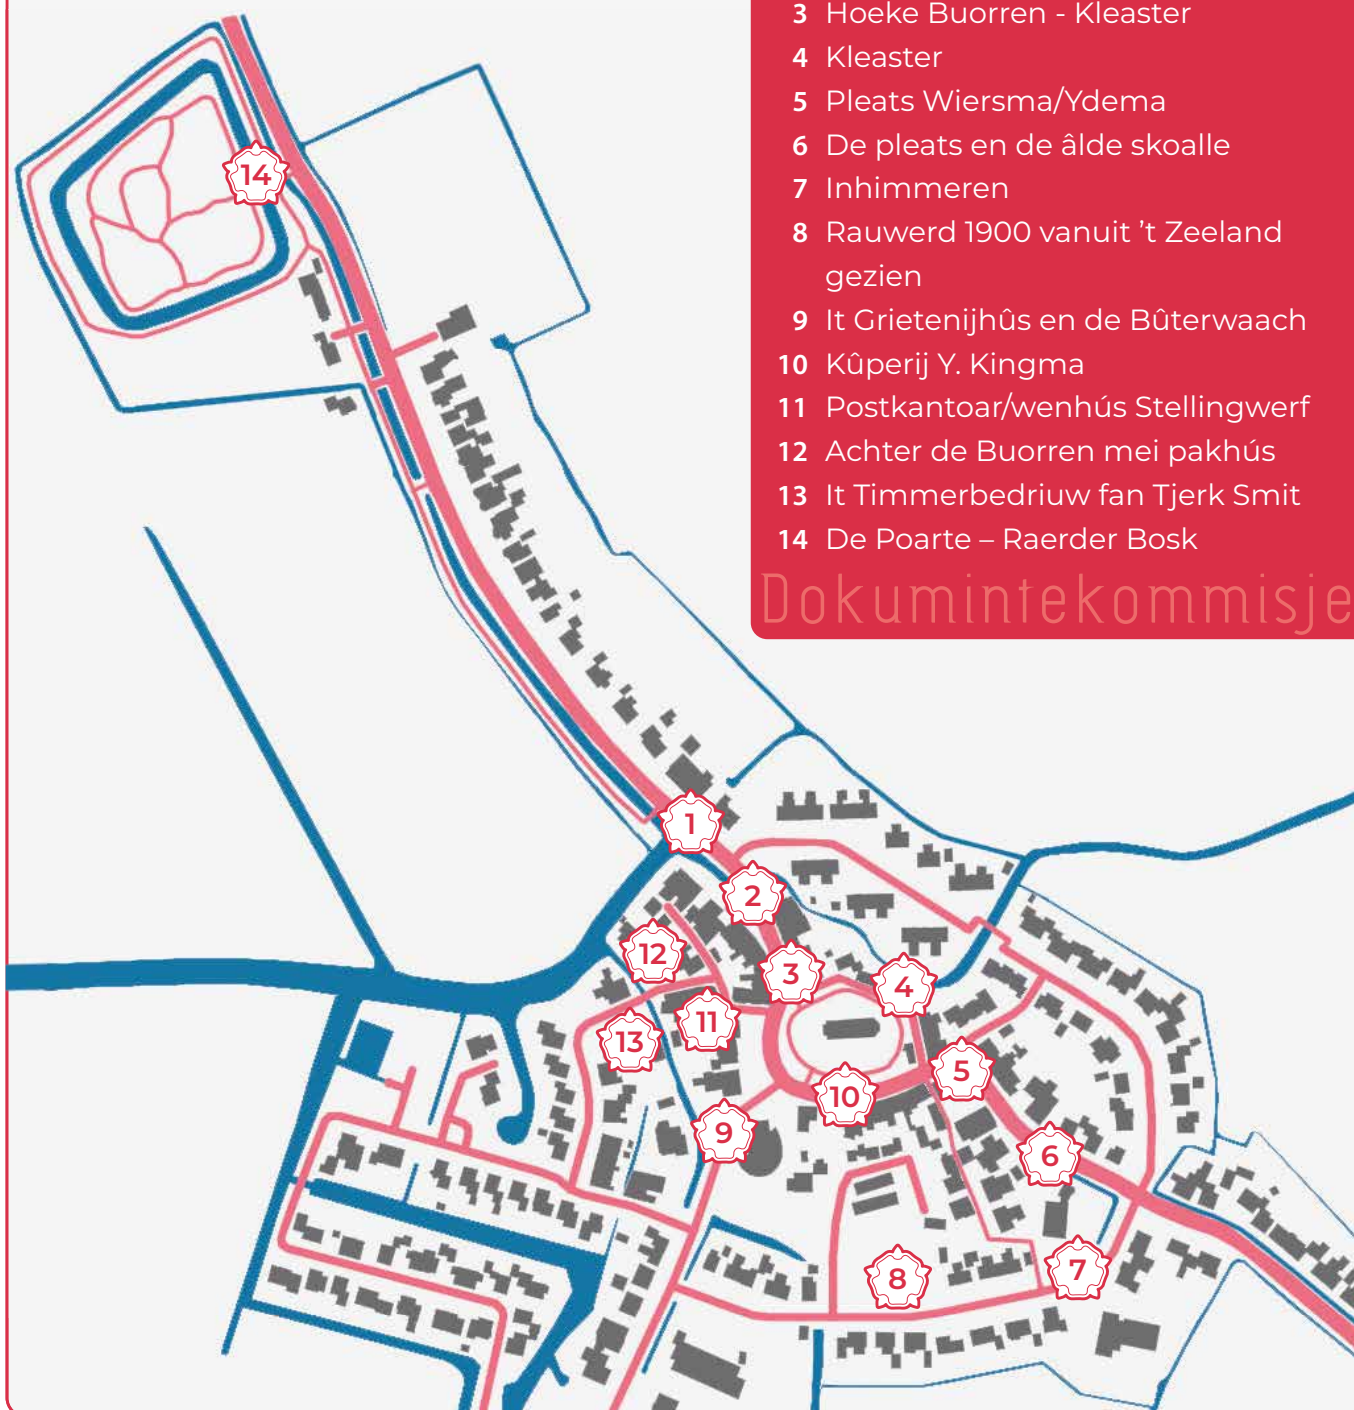 3 Hoeke Buorren - Kleaster
4 Kleaster
5 Pleats Wiersma/Ydema
6 De pleats en de âlde skoalle
7 Inhimmeren
8 Rauwerd 1900 vanuit ’t Zeeland
gezien
9 It Grietenijhûs en de Bûterwaach
10 Kûperij Y. Kingma
11 Postkantoar/wenhús Stellingwerf
12 Achter de Buorren mei pakhús
13 It Timmerbedriuw fan Tjerk Smit
14 De Poarte – Raerder Bosk
Dokumintekommisje
14
1
2
12
3
4
11
13
5
10
9
6
7
8